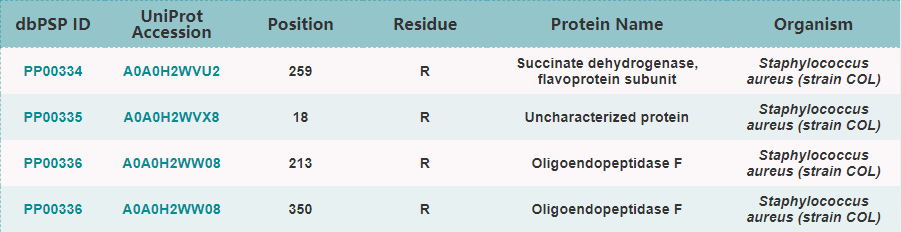 dbPSP ID UniProt Accession Position Residue Protein Name Organism
PP00334 A0A0H2WVU2 259 R Succinate dehydrogenase, flavoprotein subunit Staphylococcus aureus (strain COL)
PP00335 A0A0H2WVX8 18 R Uncharacterized protein Staphylococcus aureus (strain COL)
PP00336 A0A0H2WW08 213 R Oligoendopeptidase F Staphylococcus aureus (strain COL)
PP00336 A0A0H2WW08 350 R Oligoendopeptidase F Staphylococcus aureus (strain COL)